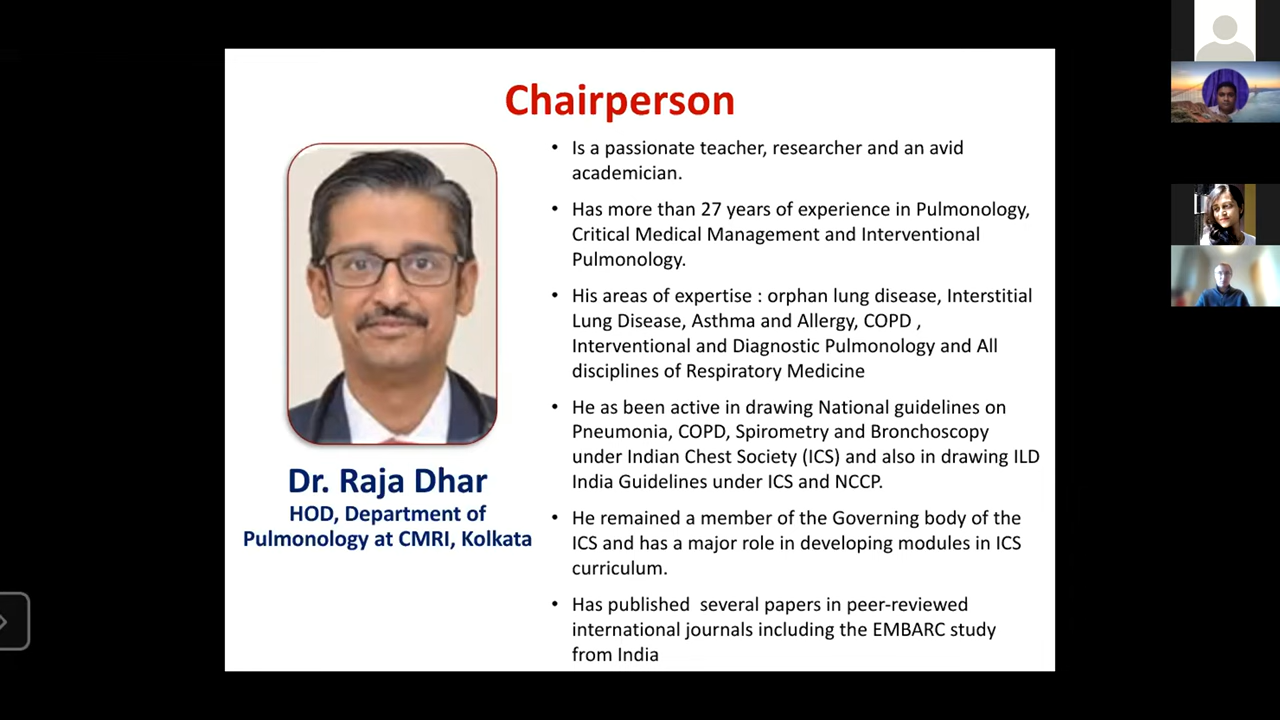 Chairperson
Dr. Raja Dhar
HOD, Department of
Pulmonology at CMRI, Kolkata
• Is a passionate teacher, researcher and an avid
academician.
• Has more than 27 years of experience in Pulmonology,
Critical Medical Management and Interventional
Pulmonology.
• His areas of expertise : orphan lung disease, Interstitial
Lung Disease, Asthma and Allergy, COPD ,
Interventional and Diagnostic Pulmonology and All
disciplines of Respiratory Medicine
• He as been active in drawing National guidelines on
Pneumonia, COPD, Spirometry and Bronchoscopy
under Indian Chest Society (ICS) and also in drawing ILD
India Guidelines under ICS and NCCP.
• He remained a member of the Governing body of the
ICS and has a major role in developing modules in ICS
curriculum.
• Has published  several papers in peer-reviewed
international journals including the EMBARC study
from India